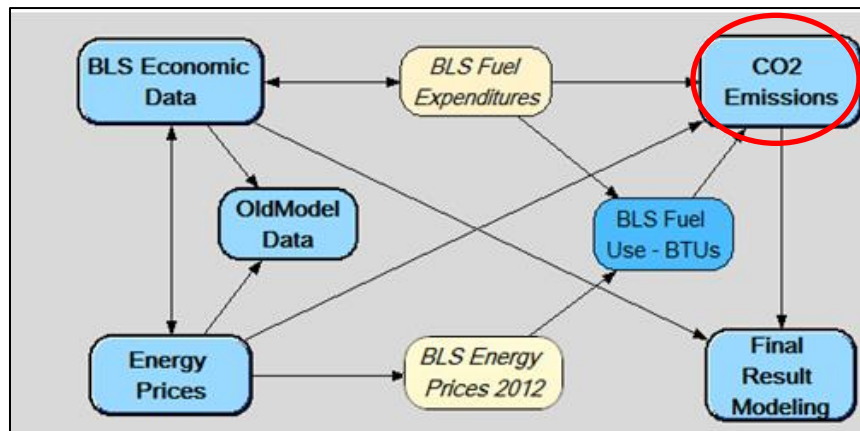 BLS Economic
Data
BLS Fuel
Expenditures
CO2
Emissions
OldModel
Data
BLS Fuel
Use - BTUs
Energy
Prices
BLS Energy
Prices 2012
Final
Result
Modeling